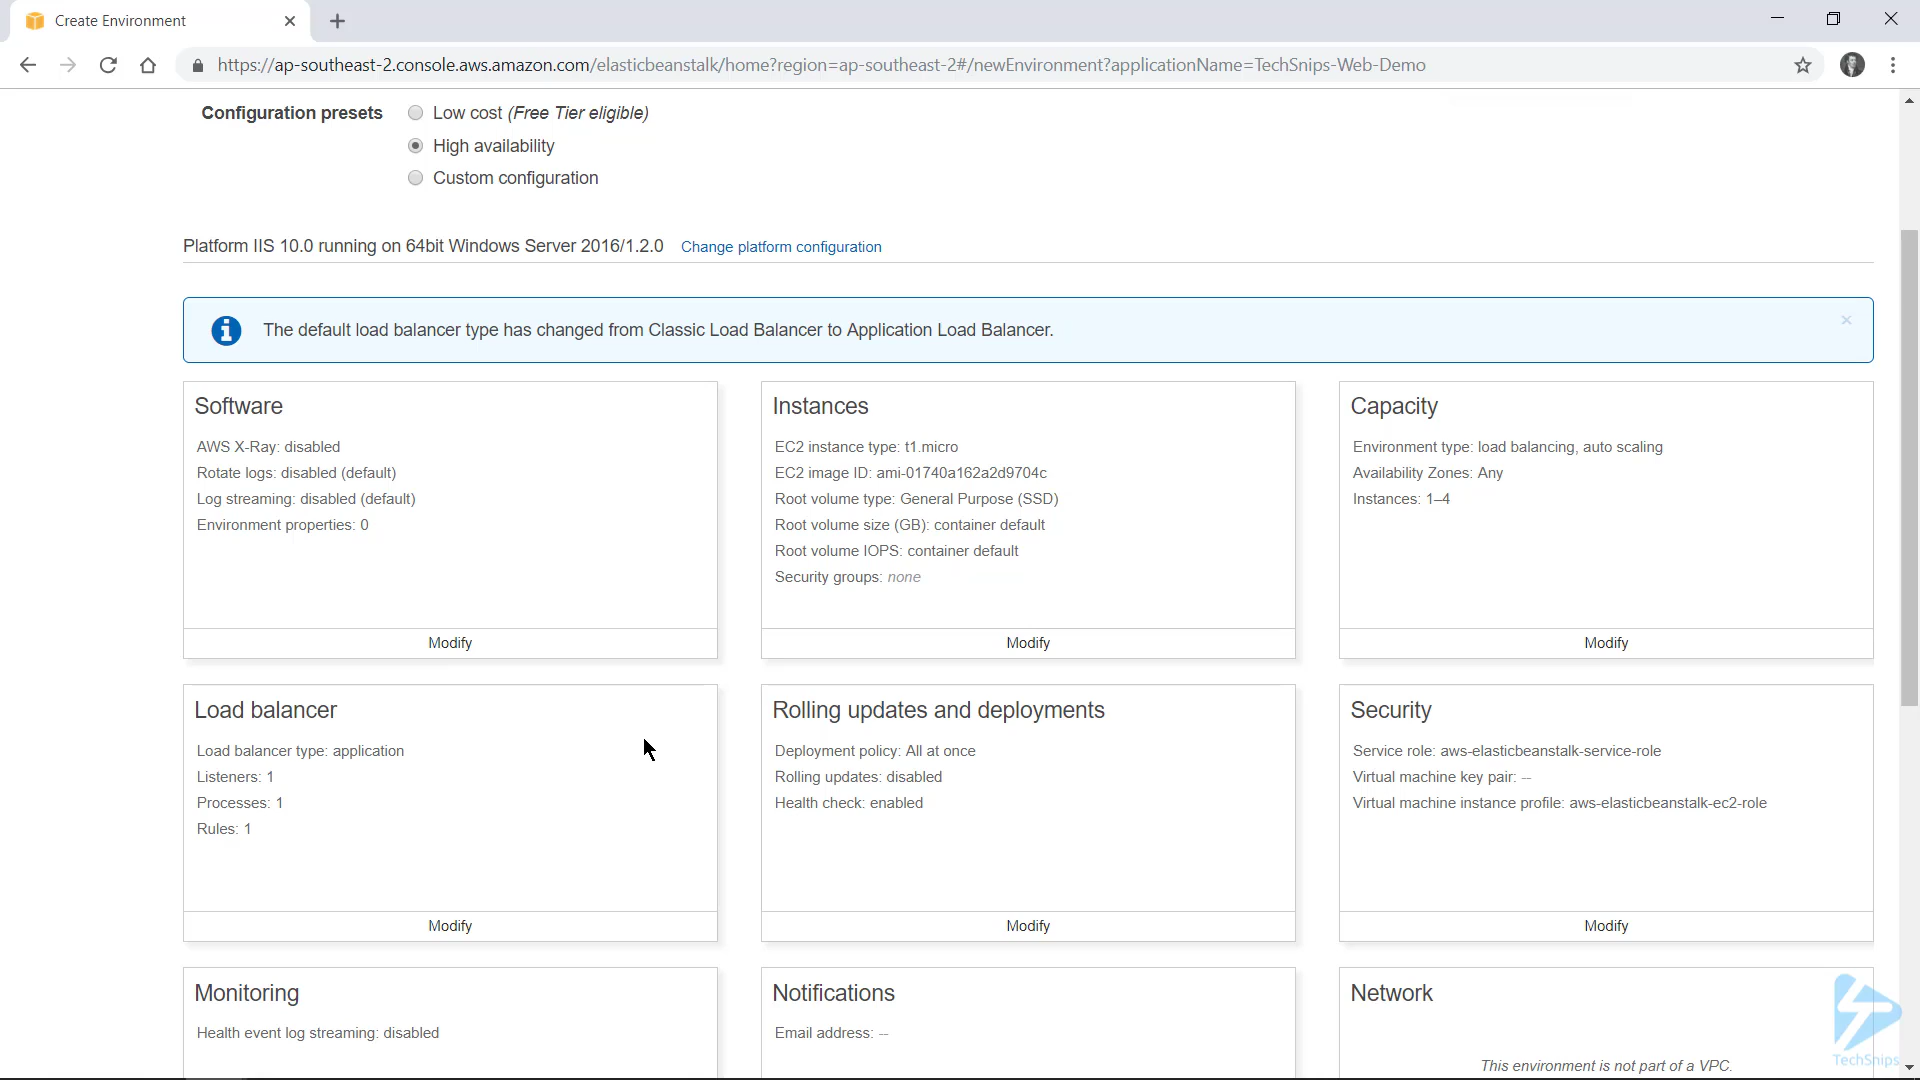 Create Environment
https://ap-southeast-2.console.aws.amazon.com/elasticbeanstalk/home?region=ap-southeast-2#/newEnvironment?applicationName=TechSnips-Web-Demo
Configuration presets
Low cost (Free Tier eligible)
High availability
Custom configuration
Platform IIS 10.0 running on 64bit Windows Server 2016/1.2.0 Change platform configuration
The default load balancer type has changed from Classic Load Balancer to Application Load Balancer.
Software
AWS X-Ray: disabled
Rotate logs: disabled (default)
Log streaming: disabled (default)
Environment properties: 0
Modify
Instances
EC2 instance type: t1.micro
EC2 image ID: ami-01740a162a2d9704c
Root volume type: General Purpose (SSD)
Root volume size (GB): container default
Root volume IOPS: container default
Security groups: none
Modify
Capacity
Environment type: load balancing, auto scaling
Availability Zones: Any
Instances: 1–4
Modify
Load balancer
Load balancer type: application
Listeners: 1
Processes: 1
Rules: 1
Modify
Rolling updates and deployments
Deployment policy: All at once
Rolling updates: disabled
Health check: enabled
Modify
Security
Service role: aws-elasticbeanstalk-service-role
Virtual machine key pair: --
Virtual machine instance profile: aws-elasticbeanstalk-ec2-role
Modify
Monitoring
Health event log streaming: disabled
Notifications
Email address: --
Network
This environment is not part of a VPC.
TechSnips